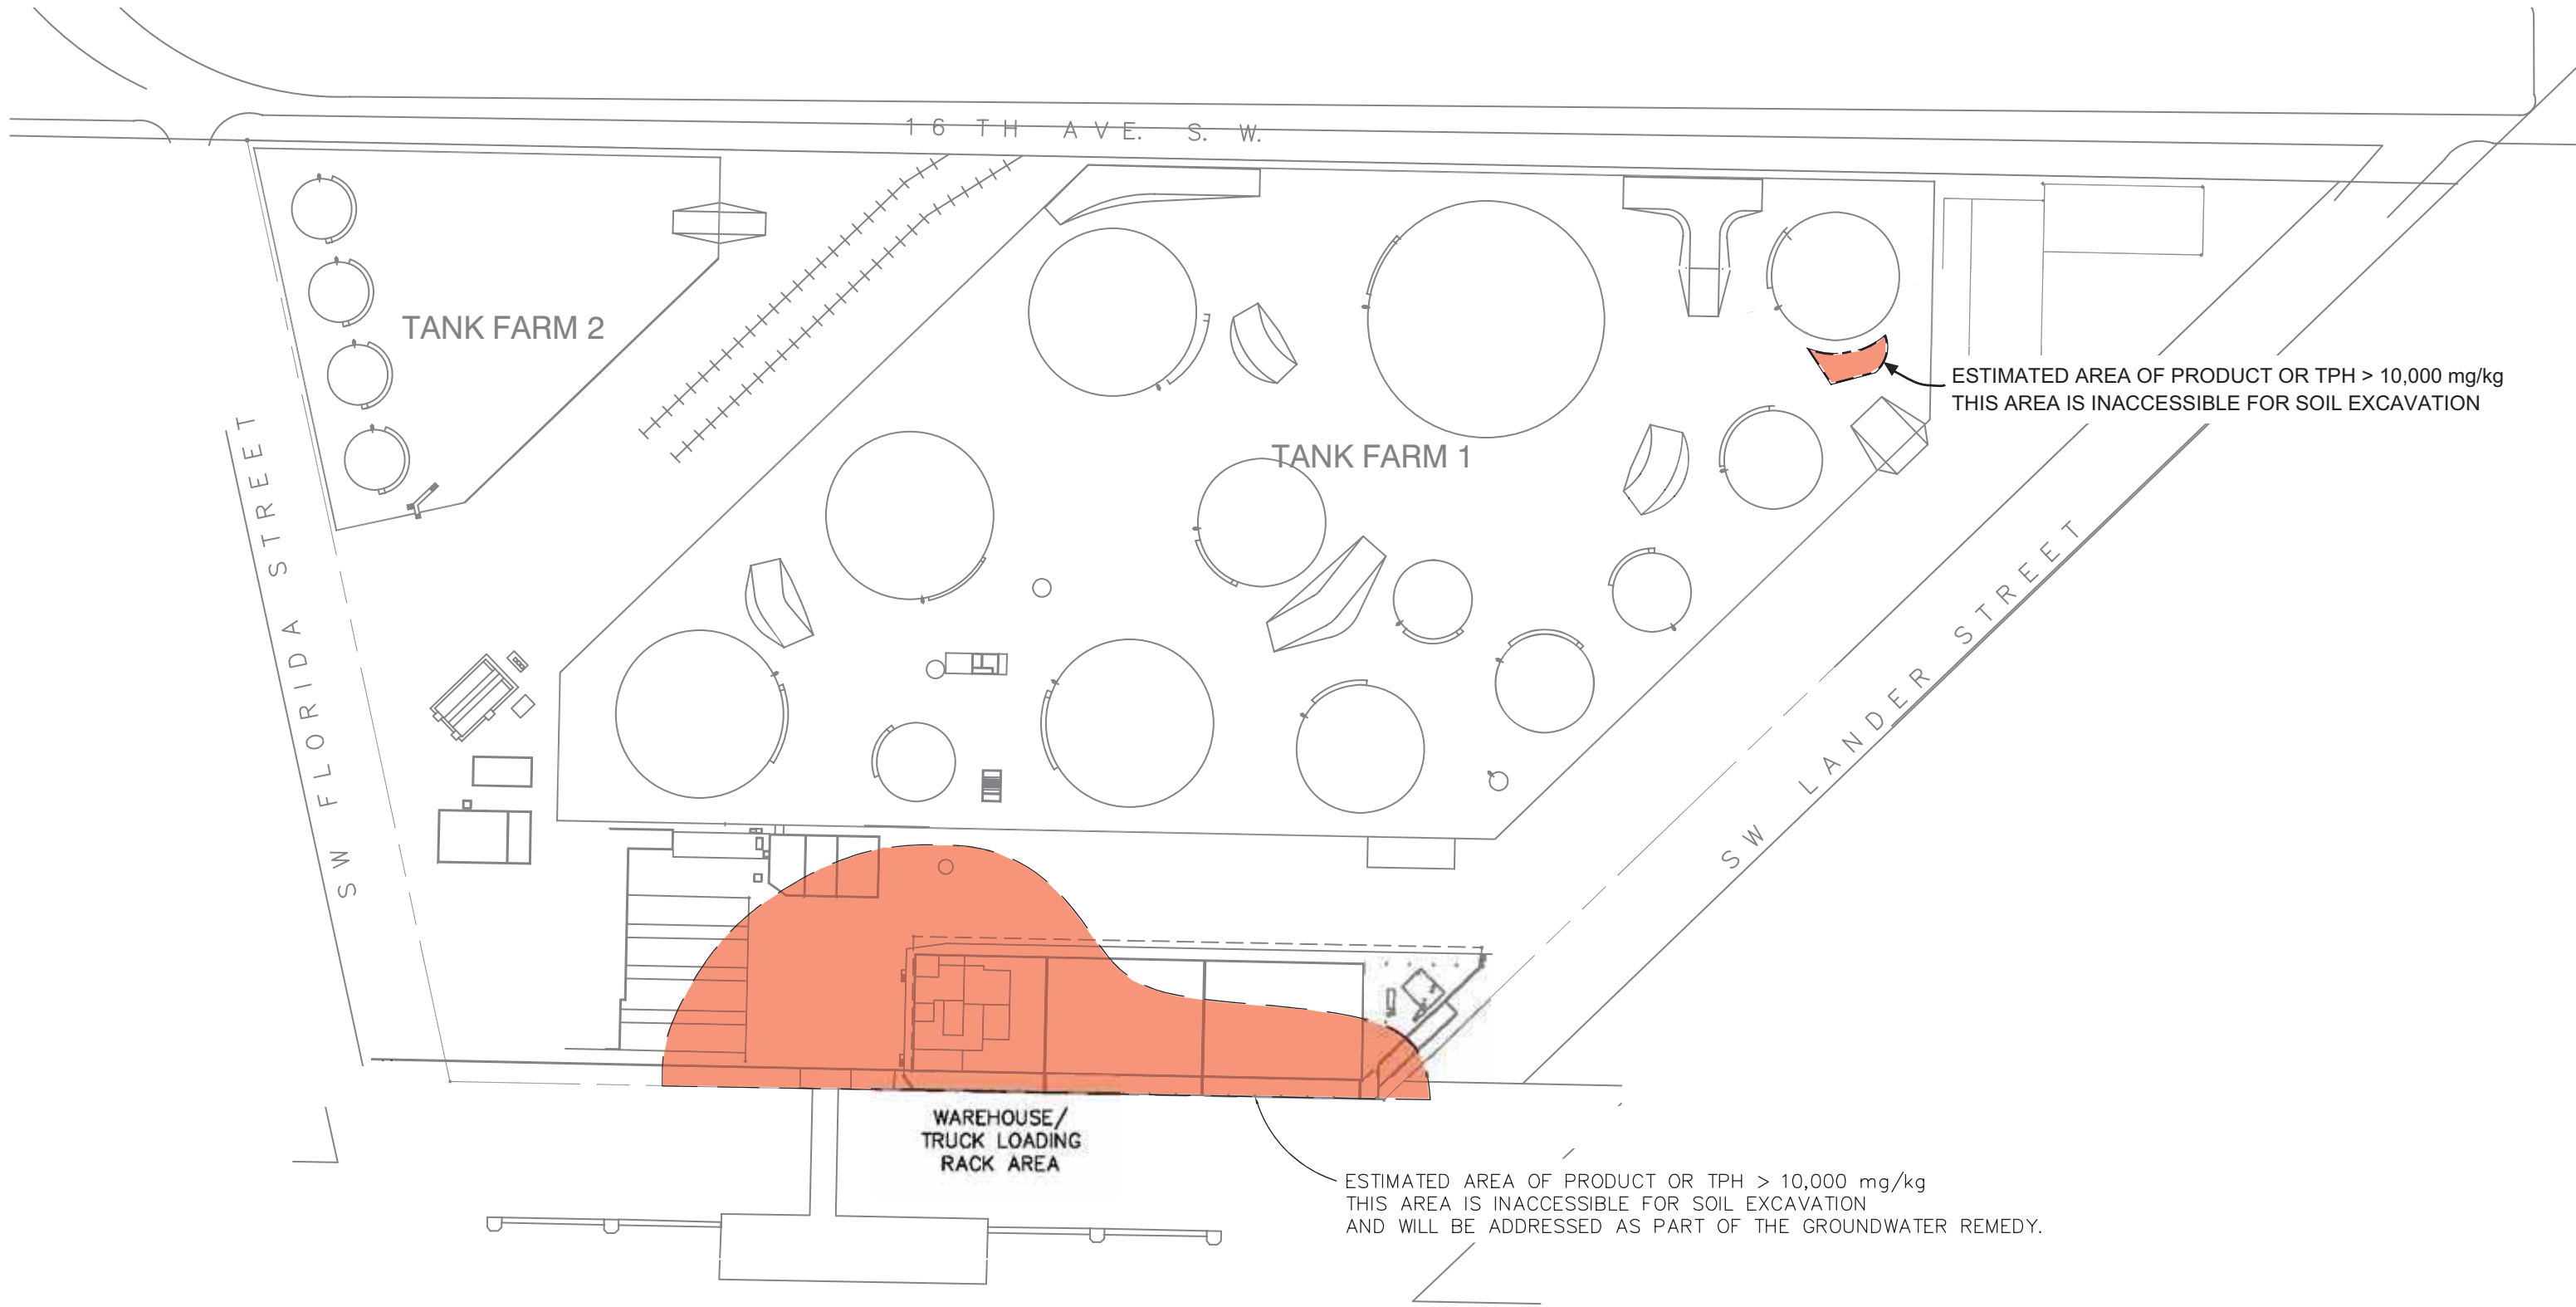 16 TH AVE. S. W.
TANK FARM 2
ESTIMATED AREA OF PRODUCT OR TPH > 10,000 mg/kg
THIS AREA IS INACCESSIBLE FOR SOIL EXCAVATION
TANK FARM 1
SW FLORIDA STREET
SW LANDER STREET
WAREHOUSE/
TRUCK LOADING
RACK AREA
ESTIMATED AREA OF PRODUCT OR TPH > 10,000 mg/kg
THIS AREA IS INACCESSIBLE FOR SOIL EXCAVATION
AND WILL BE ADDRESSED AS PART OF THE GROUNDWATER REMEDY.